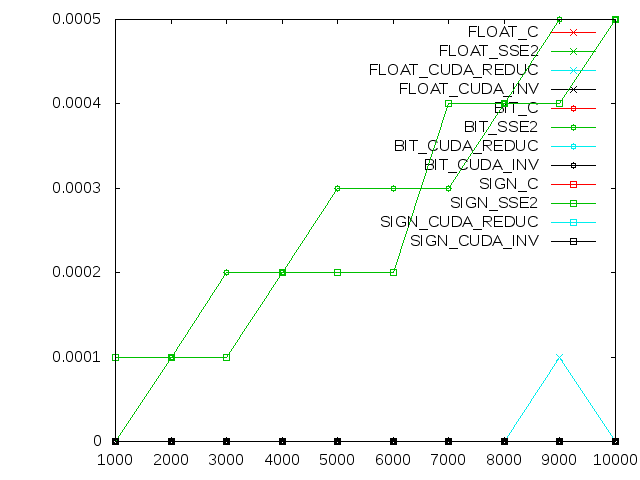 0.0005
0.0004
0.0003
0.0002
0.0001
0
1000 2000 3000 4000 5000 6000 7000 8000 9000 10000
FLOAT_C
FLOAT_SSE2
FLOAT_CUDA_REDUC
FLOAT_CUDA_INV
BIT_C
BIT_SSE2
BIT_CUDA_REDUC
BIT_CUDA_INV
SIGN_C
SIGN_SSE2
SIGN_CUDA_REDUC
SIGN_CUDA_INV